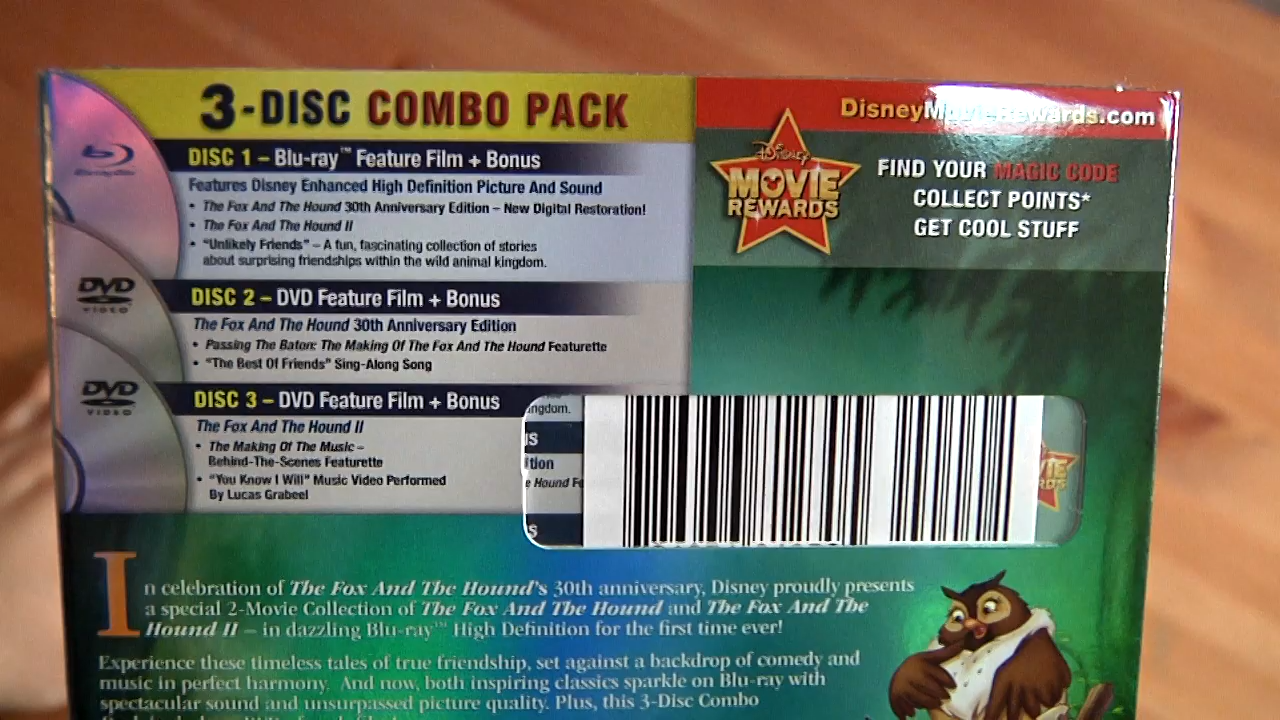 3-DISC COMBO PACK
DISC 1 – Blu-ray™ Feature Film + Bonus
Features Disney Enhanced High Definition Picture And Sound
• The Fox And The Hound 30th Anniversary Edition – New Digital Restoration!
• The Fox And The Hound II
• "Unlikely Friends" – A fun, fascinating collection of stories
about surprising friendships within the wild animal kingdom.
DVD
VIDEO
DISC 2 – DVD Feature Film + Bonus
The Fox And The Hound 30th Anniversary Edition
• Passing The Baton: The Making Of The Fox And The Hound Featurette
• "The Best Of Friends" Sing-Along Song
DVD
VIDEO
DISC 3 – DVD Feature Film + Bonus
The Fox And The Hound II
• The Making Of The Music –
Behind-The-Scenes Featurette
• "You Know I Will" Music Video Performed
By Lucas Grabeel
DisneyMovieRewards.com
Disney
MOVIE
REWARDS
FIND YOUR MAGIC CODE
COLLECT POINTS*
GET COOL STUFF
ngdom.
tion
e Hound Fe
In celebration of The Fox And The Hound's 30th anniversary, Disney proudly presents
a special 2-Movie Collection of The Fox And The Hound and The Fox And The
Hound II – in dazzling Blu-ray™ High Definition for the first time ever!
Experience these timeless tales of true friendship, set against a backdrop of comedy and
music in perfect harmony. And now, both inspiring classics sparkle on Blu-ray with
spectacular sound and unsurpassed picture quality. Plus, this 3-Disc Combo